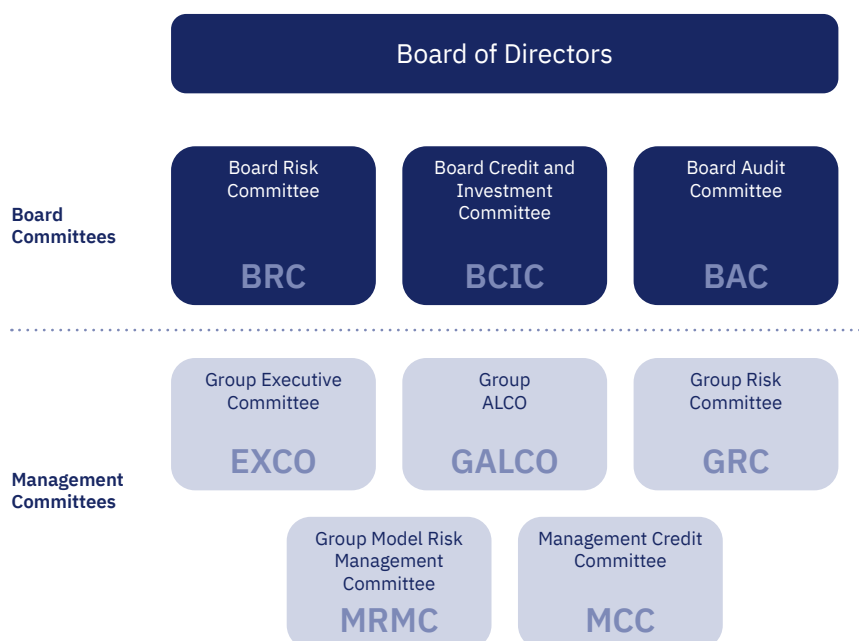 Board of Directors
Board
Committees
Board Risk
Committee
BRC
Board Credit and
Investment
Committee
BCIC
Board Audit
Committee
BAC
Management
Committees
Group Executive
Committee
EXCO
Group
ALCO
GALCO
Group Risk
Committee
GRC
Group Model Risk
Management
Committee
MRMC
Management Credit
Committee
MCC